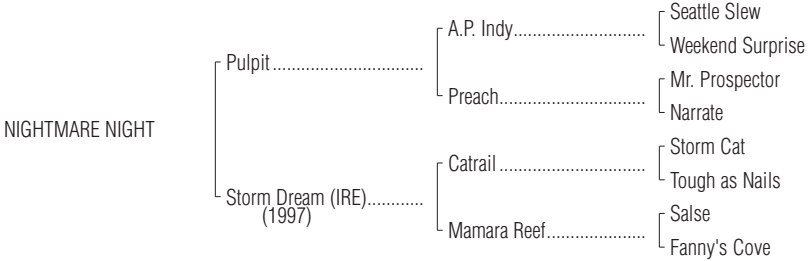 Seattle Slew
A.P. Indy............................
Weekend Surprise
Pulpit................................
Mr. Prospector
Preach...............................
Narrate
NIGHTMARE NIGHT
Storm Cat
Catrail...............................
Tough as Nails
Storm Dream (IRE)............
(1997)
Salse
Mamara Reef.....................
Fanny's Cove